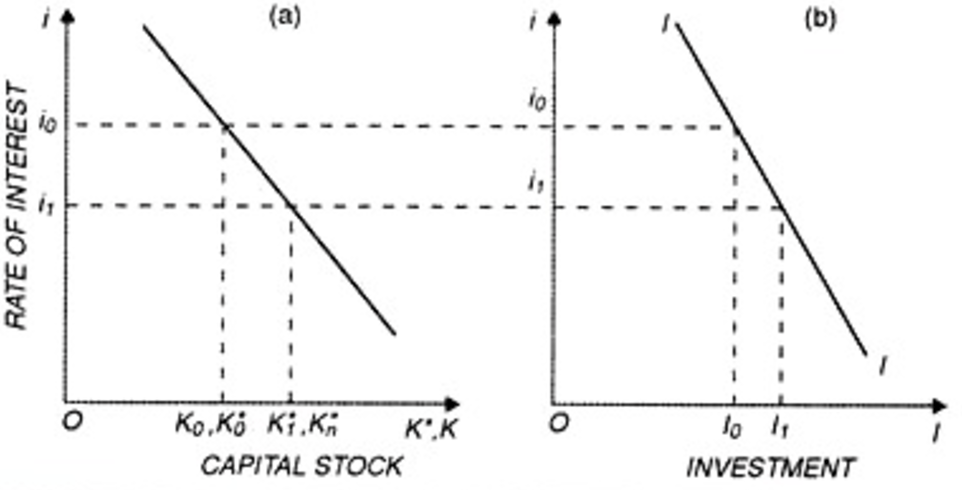 (a)
i
i₀
i₁
RATE OF INTEREST
O
K₀,K₀* K₁*,Kₙ* K*,K
CAPITAL STOCK
(b)
i
i₀
i₁
I
I
O
I₀ I₁ I
INVESTMENT